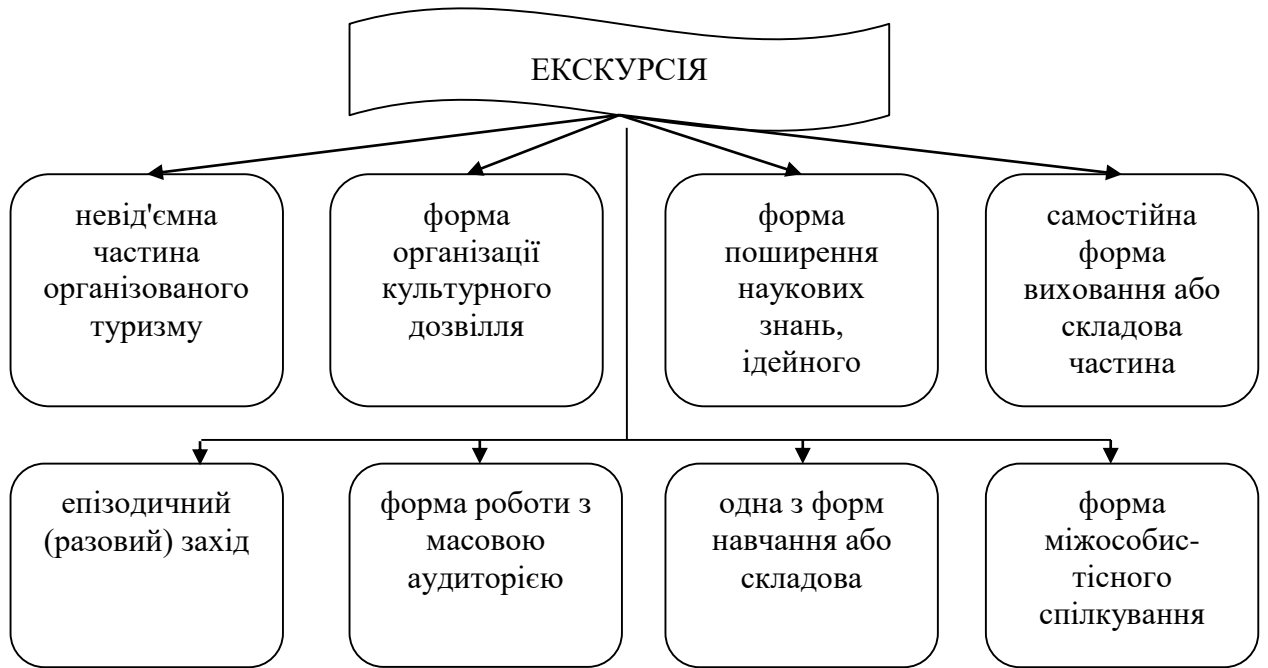 ЕКСКУРСІЯ
невід'ємна
частина
організованого
туризму
форма
організації
культурного
дозвілля
форма
поширення
наукових
знань,
ідейного
самостійна
форма
виховання або
складова
частина
епізодичний
(разовий) захід
форма роботи з
масовою
аудиторією
одна з форм
навчання або
складова
форма
міжособис-
тісного
спілкування